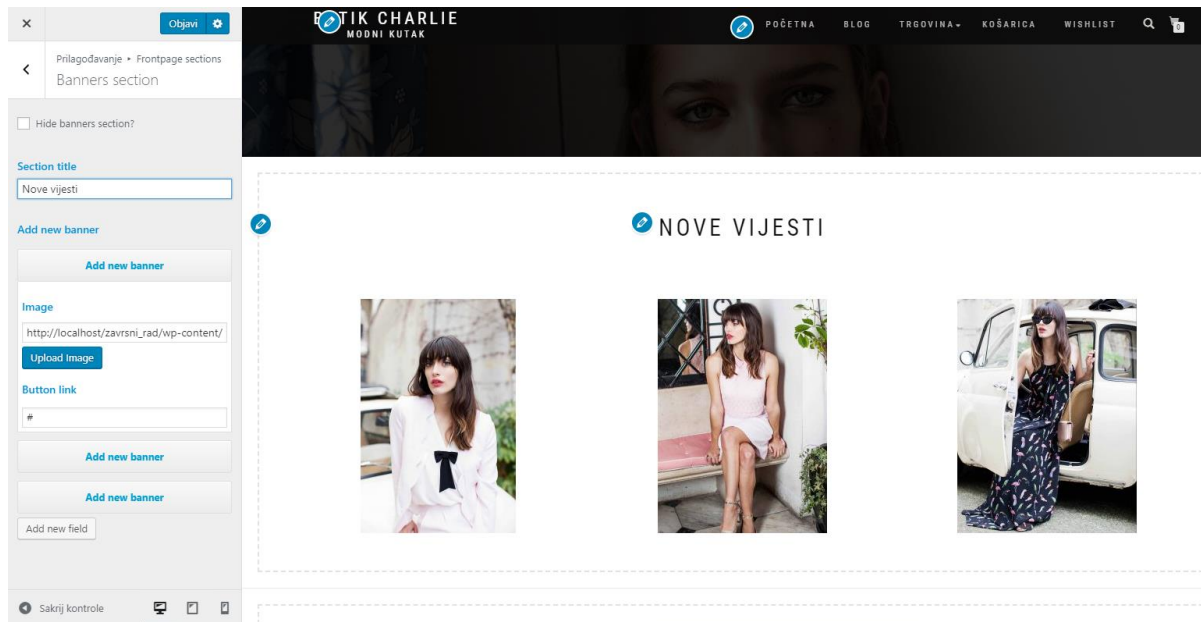 Objavi
Prilagođavanje ▸ Frontpage sections
Banners section
Hide banners section?
Section title
Nove vijesti
Add new banner
Add new banner
Image
http://localhost/zavrsni_rad/wp-content/
Upload Image
Button link
#
Add new banner
Add new banner
Add new field
Sakrij kontrole
CHARLIE
MODNI KUTAK
POČETNA BLOG TRGOVINA KOŠARICA WISHLIST
0
NOVE VIJESTI